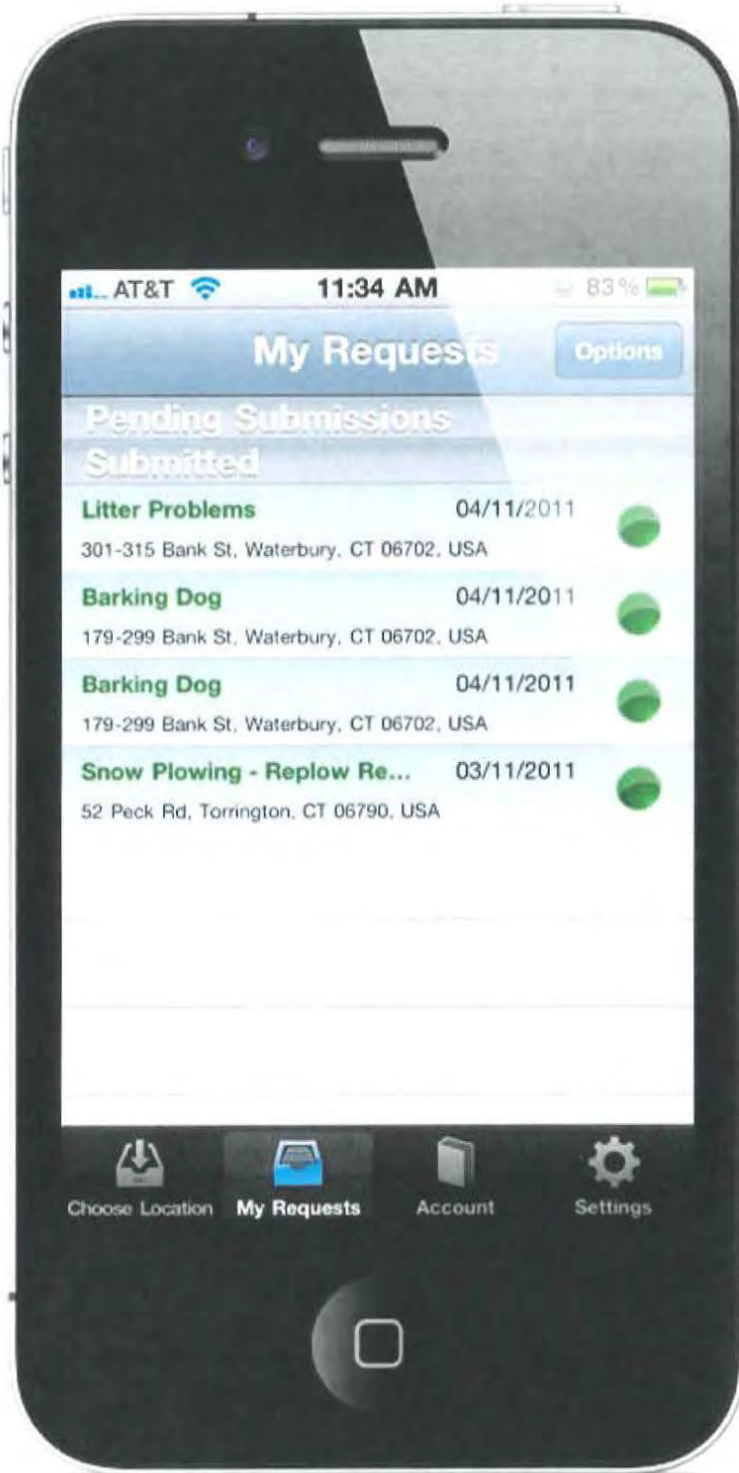 AT&T 11:34 AM 83%
My Requests Options
Pending Submissions
Submitted
Litter Problems 04/11/2011
301-315 Bank St, Waterbury, CT 06702, USA
Barking Dog 04/11/2011
179-299 Bank St, Waterbury, CT 06702, USA
Barking Dog 04/11/2011
179-299 Bank St, Waterbury, CT 06702, USA
Snow Plowing - Replow Re... 03/11/2011
52 Peck Rd, Torrington, CT 06790, USA
Choose Location My Requests Account Settings